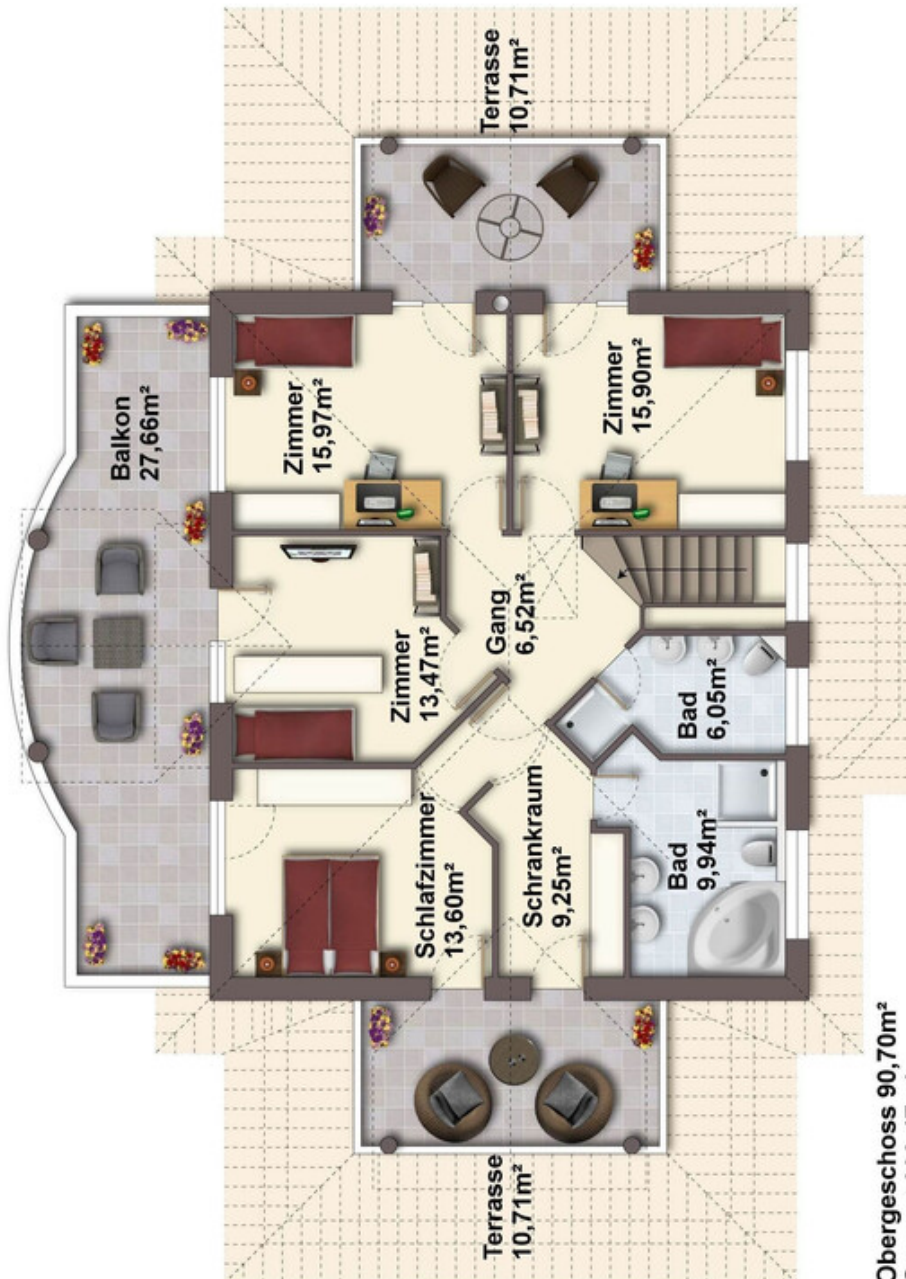 Balkon
27,66m²
Schlafzimmer
13,60m²
Zimmer
13,47m²
Zimmer
15,97m²
Terrasse
10,71m²
Schrankraum
9,25m²
Gang
6,52m²
Terrasse
10,71m²
Bad
9,94m²
Bad
6,05m²
Zimmer
15,90m²
Obergeschoss 90,70m²